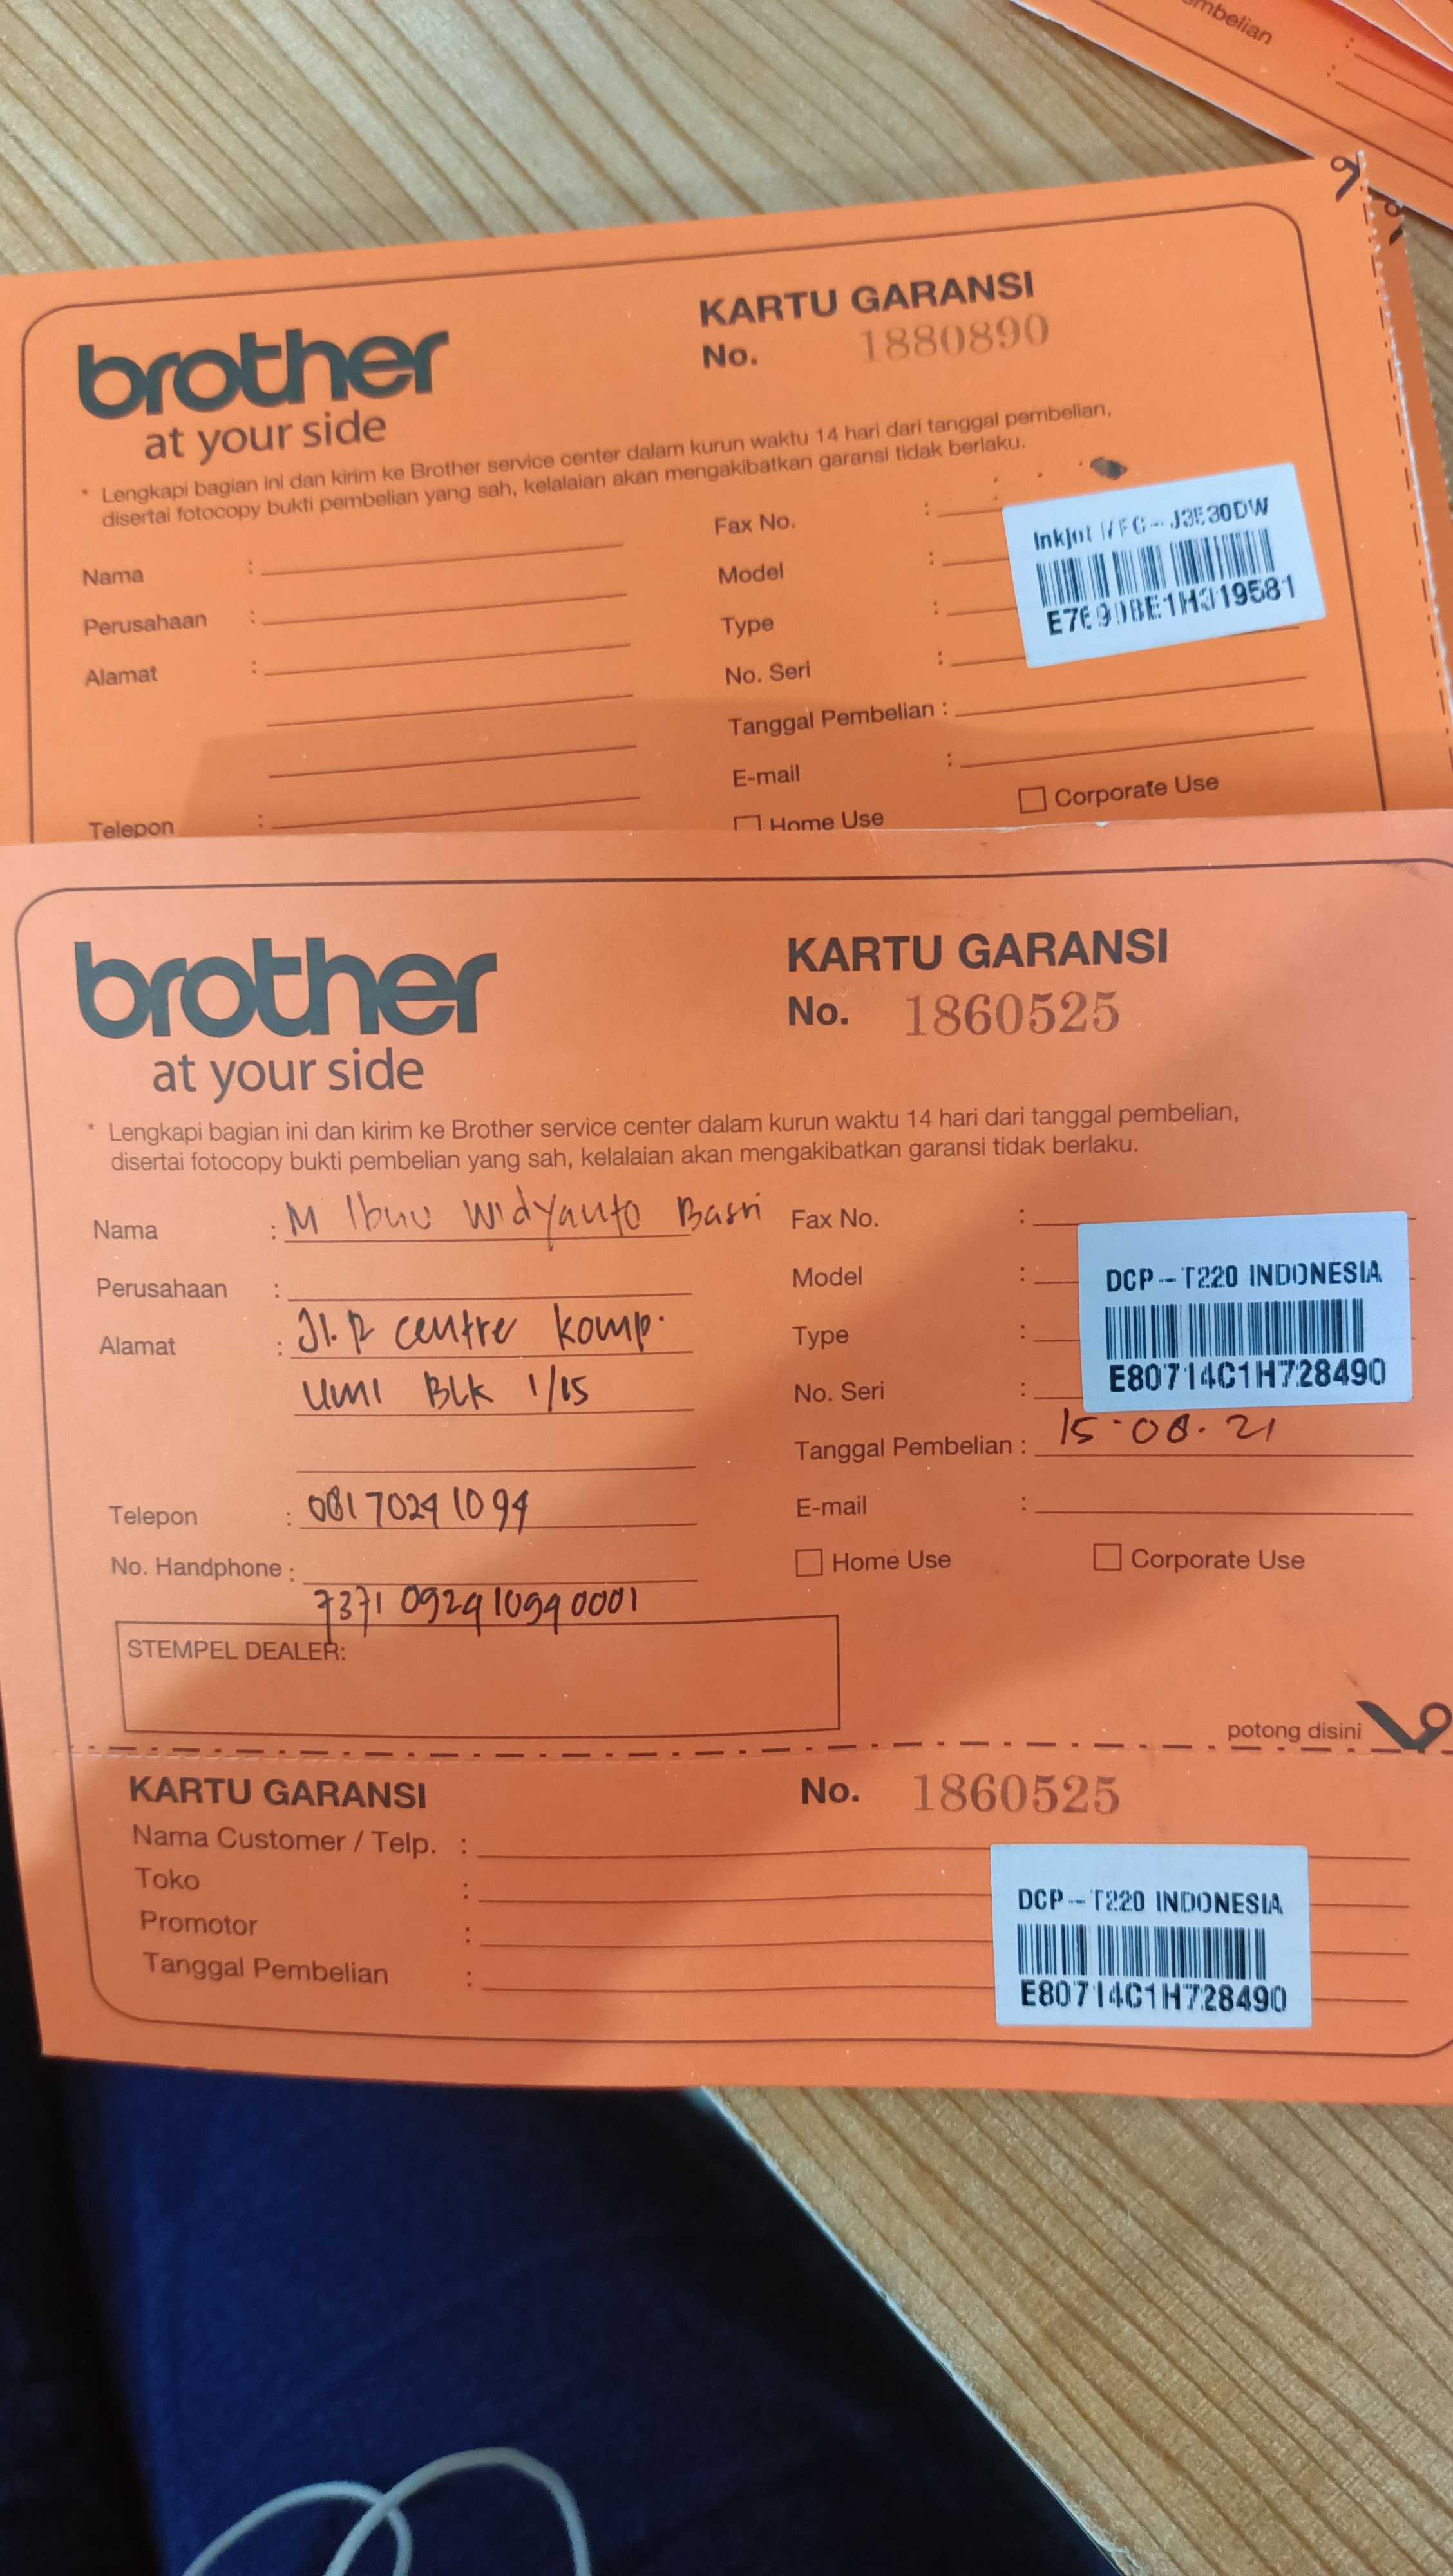 mbelian
brother
at your side
KARTU GARANSI
No. 1880890
* Lengkapi bagian ini dan kirim ke Brother service center dalam kurun waktu 14 hari dari tanggal pembelian,
disertai fotocopy bukti pembelian yang sah, kelalaian akan mengakibatkan garansi tidak berlaku.
Nama :
Perusahaan :
Alamat :
Telepon :
Fax No. :
Model :
Type :
No. Seri :
Tanggal Pembelian :
E-mail :
Home Use
Corporate Use
Inkjet
brother
at your side
KARTU GARANSI
No. 1860525
* Lengkapi bagian ini dan kirim ke Brother service center dalam kurun waktu 14 hari dari tanggal pembelian,
disertai fotocopy bukti pembelian yang sah, kelalaian akan mengakibatkan garansi tidak berlaku.
Nama : M Ibnu Widyanto Basri
Perusahaan :
Alamat : Jl. P centre komp.
UMI BLK 1/15
Telepon : 081702941094
No. Handphone :
7371092910940001
Fax No. :
Model :
Type :
No. Seri :
DCP-T220 INDONESIA
E80714C1H728490
Tanggal Pembelian : 15-08-21
E-mail :
Home Use
Corporate Use
STEMPEL DEALER:
potong disini
KARTU GARANSI
No. 1860525
Nama Customer / Telp. :
Toko :
Promotor :
Tanggal Pembelian :
DCP-T220 INDONESIA
E80714C1H728490